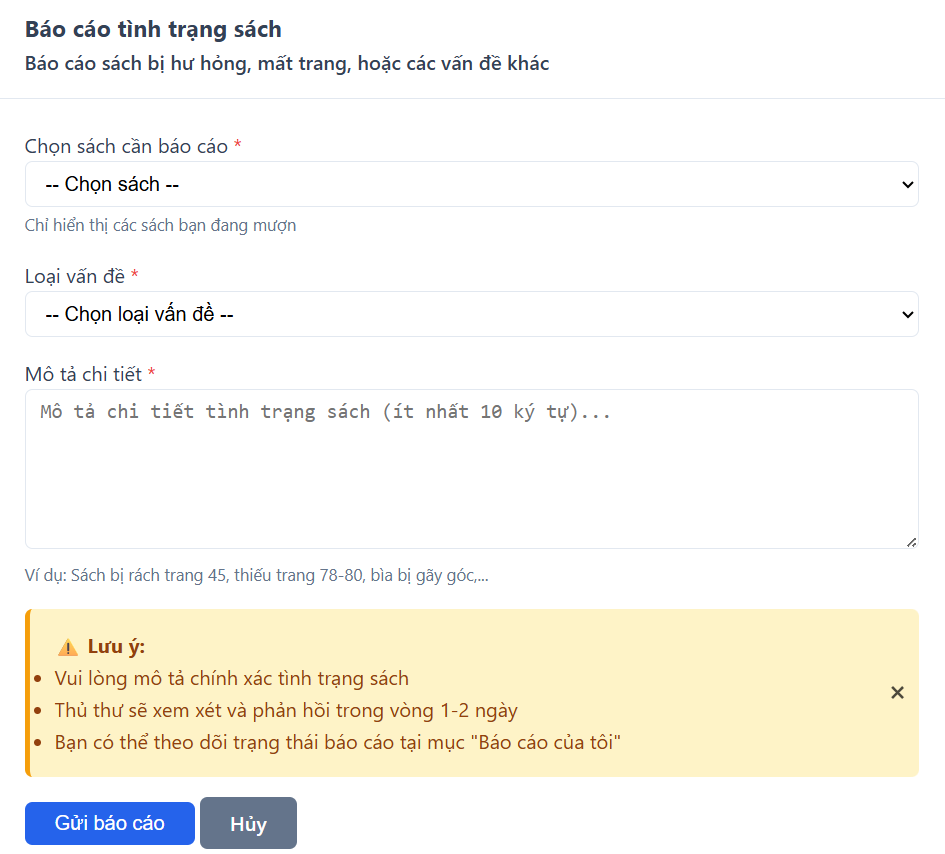 Báo cáo tình trạng sách
Báo cáo sách bị hư hỏng, mất trang, hoặc các vấn đề khác
Chọn sách cần báo cáo *
-- Chọn sách --
Chỉ hiển thị các sách bạn đang mượn
Loại vấn đề *
-- Chọn loại vấn đề --
Mô tả chi tiết *
Mô tả chi tiết tình trạng sách (ít nhất 10 ký tự)...
Ví dụ: Sách bị rách trang 45, thiếu trang 78-80, bìa bị gãy góc,...
⚠️ Lưu ý:
• Vui lòng mô tả chính xác tình trạng sách
• Thủ thư sẽ xem xét và phản hồi trong vòng 1-2 ngày
• Bạn có thể theo dõi trạng thái báo cáo tại mục "Báo cáo của tôi"
Gửi báo cáo
Hủy